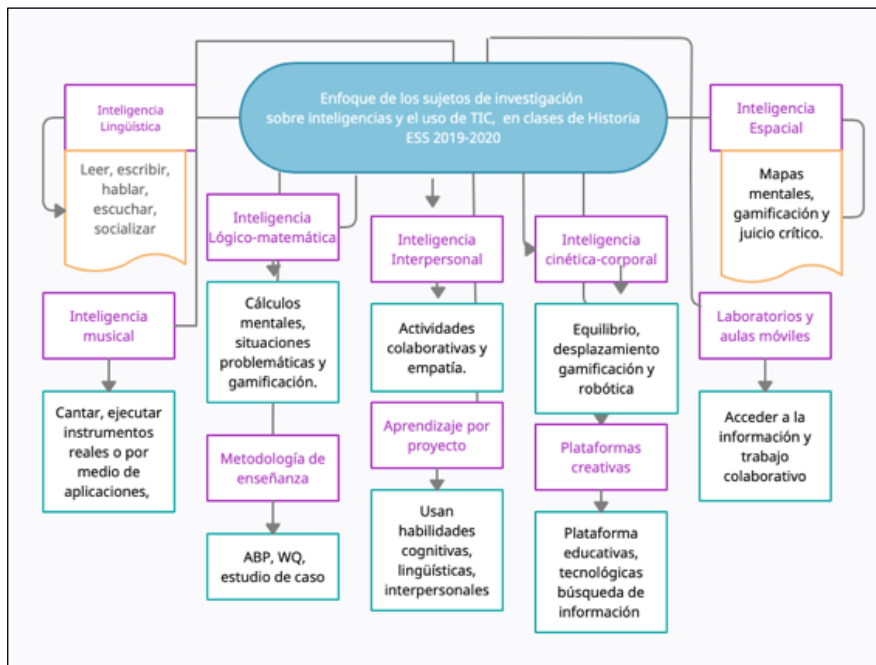 Enfoque de los sujetos de investigación
sobre inteligencias y el uso de TIC, en clases de Historia
ESS 2019-2020
Inteligencia
Lingüística
Leer, escribir,
hablar,
escuchar,
socializar
Inteligencia
musical
Cantar, ejecutar
instrumentos
reales o por
medio de
aplicaciones,
Inteligencia
Lógico-matemática
Cálculos
mentales,
situaciones
problemáticas y
gamificación.
Metodología de
enseñanza
ABP, WQ,
estudio de caso
Inteligencia
Interpersonal
Actividades
colaborativas y
empatía.
Aprendizaje por
proyecto
Usan
habilidades
cognitivas,
lingüísticas,
interpersonales
Inteligencia
cinética-corporal
Equilibrio,
desplazamiento
gamificación y
robótica
Plataformas
creativas
Plataforma
educativas,
tecnológicas
búsqueda de
información
Inteligencia
Espacial
Mapas
mentales,
gamificación y
juicio crítico.
Laboratorios y
aulas móviles
Acceder a la
información y
trabajo
colaborativo